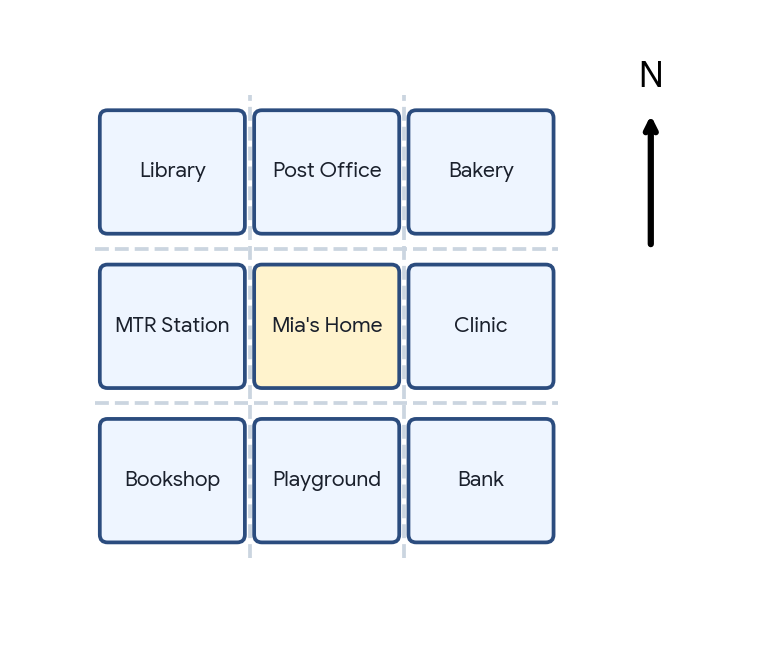 N
Library
Post Office
Bakery
MTR Station
Mia's Home
Clinic
Bookshop
Playground
Bank